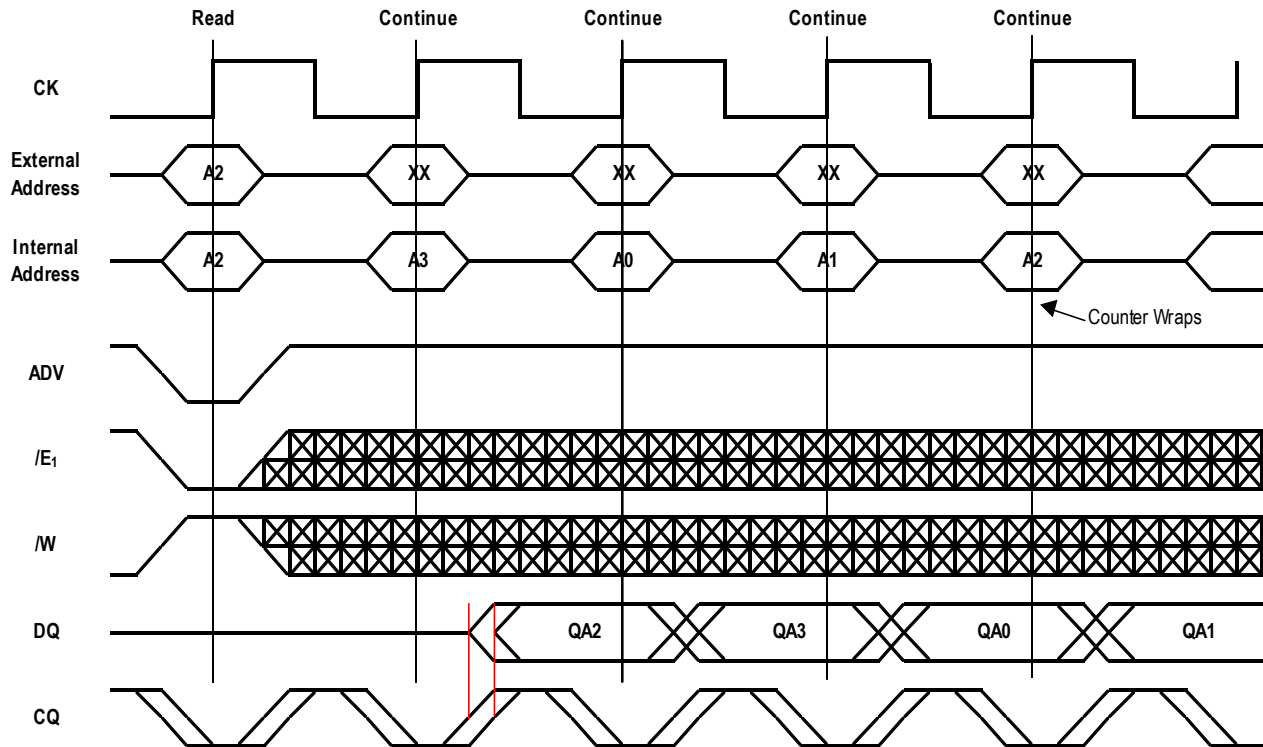 Read Continue Continue Continue Continue
CK
External
Address
A2 XX XX XX XX
Internal
Address
A2 A3 A0 A1 A2
Counter Wraps
ADV
/E₁
/W
DQ
QA2 QA3 QA0 QA1
CQ